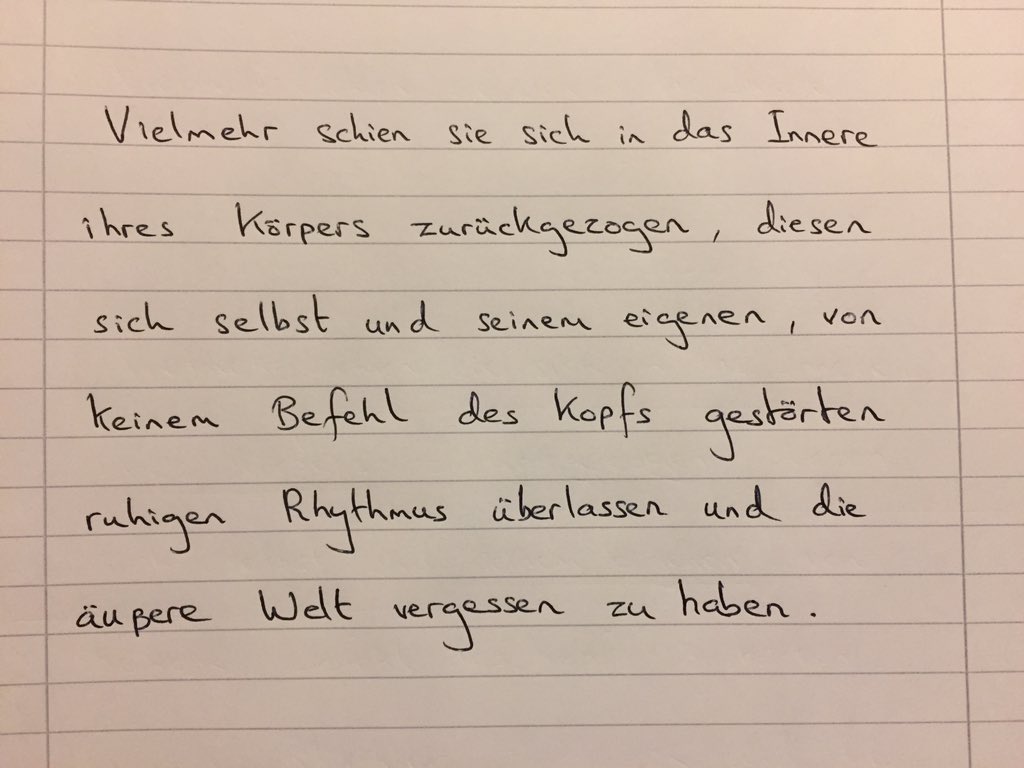 Vielmehr schien sie sich in das Innere
ihres Körpers zurückgezogen, diesen
sich selbst und seinem eigenen, von
keinem Befehl des Kopfs gestörten
ruhigen Rhythmus überlassen und die
äußere Welt vergessen zu haben.